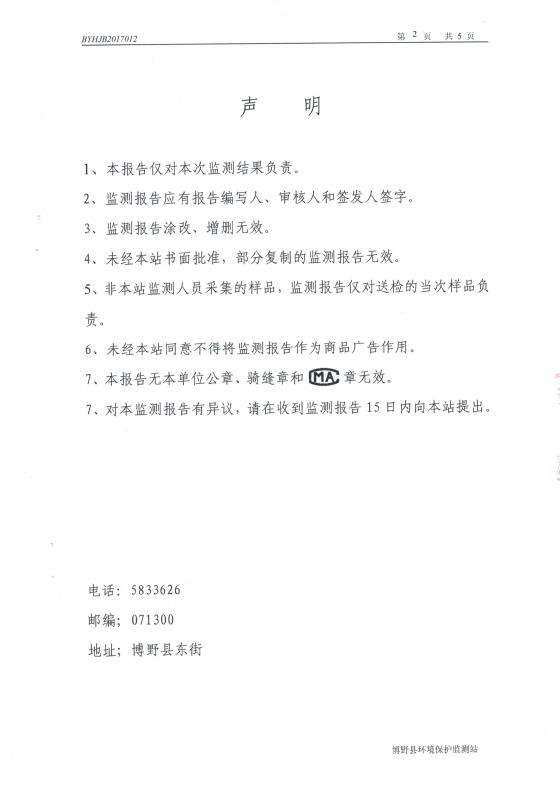 BYHJB2017012
第 2 页 共 5 页
声 明
1、本报告仅对本次监测结果负责。
2、监测报告应有报告编写人、审核人和签发人签字。
3、监测报告涂改、增删无效。
4、未经本站书面批准，部分复制的监测报告无效。
5、非本站监测人员采集的样品，监测报告仅对送检的当次样品负
责。
6、未经本站同意不得将监测报告作为商品广告作用。
7、本报告无本单位公章、骑缝章和 MA 章无效。
7、对本监测报告有异议，请在收到监测报告 15 日内向本站提出。
电话：5833626
邮编；071300
地址；博野县东街
博野县环境保护监测站